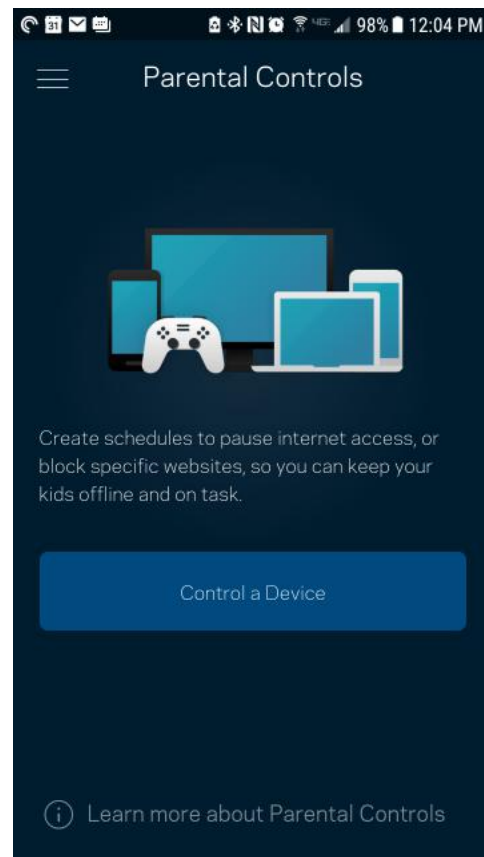 31 98% 12:04 PM
Parental Controls
Create schedules to pause internet access, or
block specific websites, so you can keep your
kids offline and on task.
Control a Device
Learn more about Parental Controls